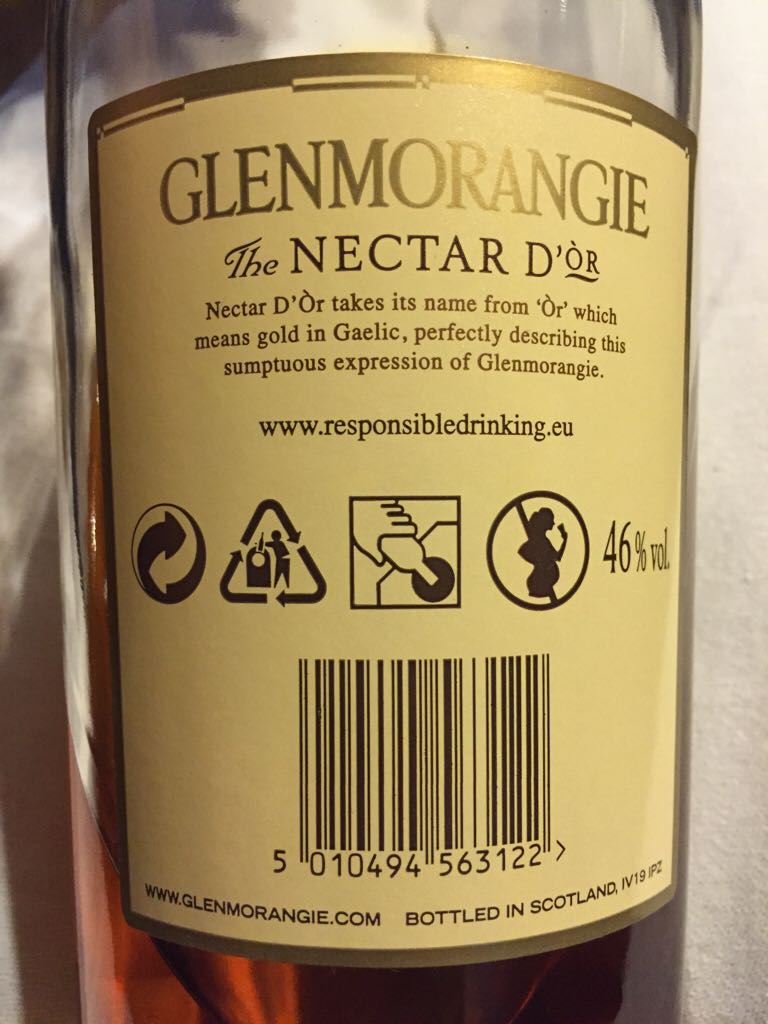 GLENMORANGIE
The NECTAR D'ÒR
Nectar D'Òr takes its name from 'Òr' which
means gold in Gaelic, perfectly describing this
sumptuous expression of Glenmorangie.
www.responsibledrinking.eu
46% vol.
5 010494 563122 >
WWW.GLENMORANGIE.COM BOTTLED IN SCOTLAND, IV19 1PZ